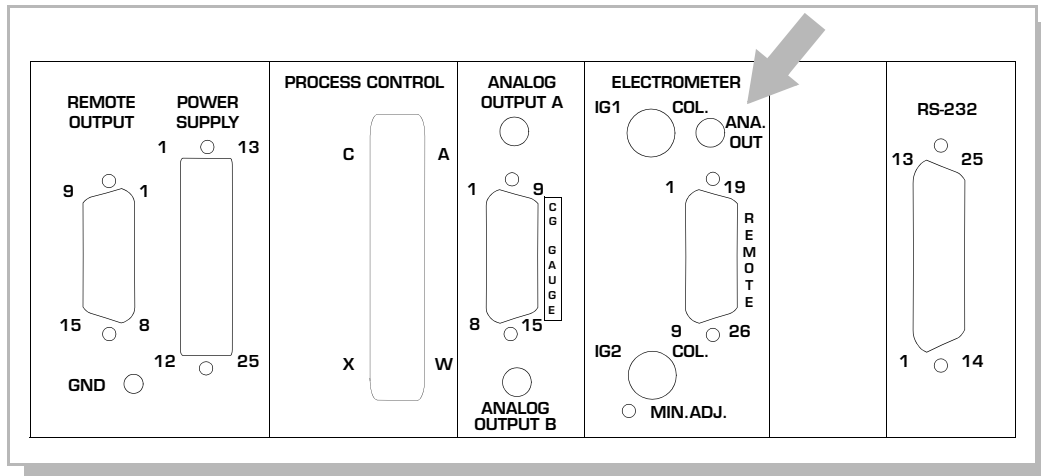 REMOTE
OUTPUT
9
1
15
8
GND
POWER
SUPPLY
1
13
12
25
PROCESS CONTROL
C
A
X
W
ANALOG
OUTPUT A
1
9
CG GAUGE
8
15
ANALOG
OUTPUT B
ELECTROMETER
IG1
COL.
ANA.
OUT
1
19
REMOTE
9
26
IG2
COL.
MIN.ADJ.
RS-232
13
25
1
14